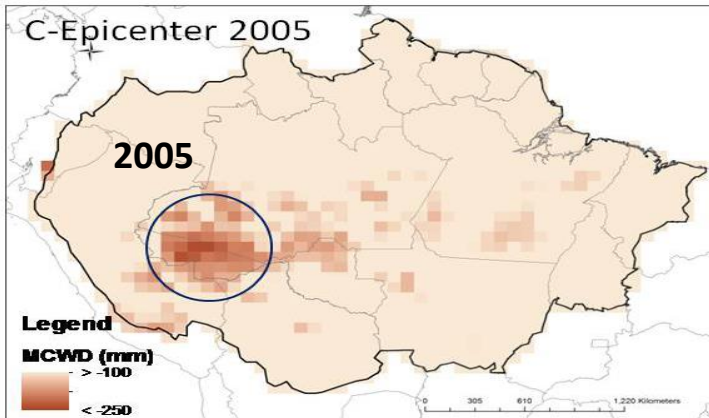 C-Epicenter 2005
2005
Legend
MCWD (mm)
> -100
< -250
0 305 610 1,220 Kilometers